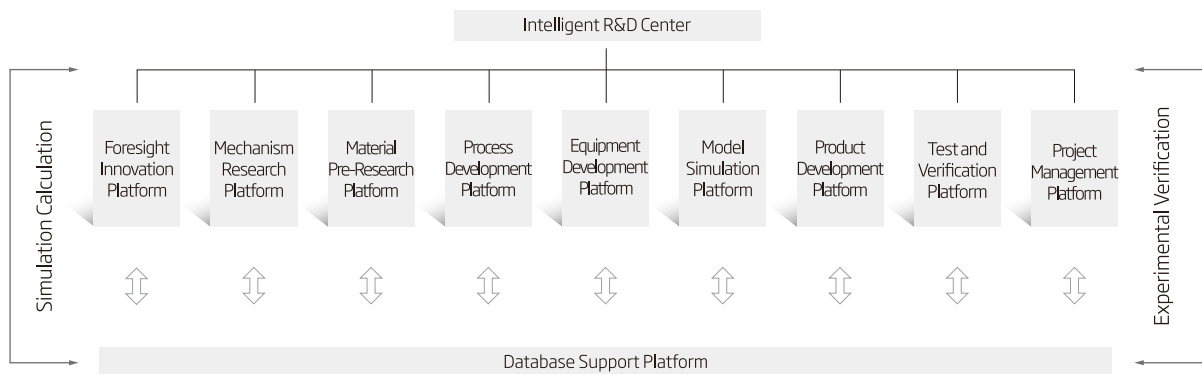 Intelligent R&D Center
Simulation Calculation
Foresight
Innovation
Platform
Mechanism
Research
Platform
Material
Pre-Research
Platform
Process
Development
Platform
Equipment
Development
Platform
Model
Simulation
Platform
Product
Development
Platform
Test and
Verification
Platform
Project
Management
Platform
Experimental Verification
Database Support Platform